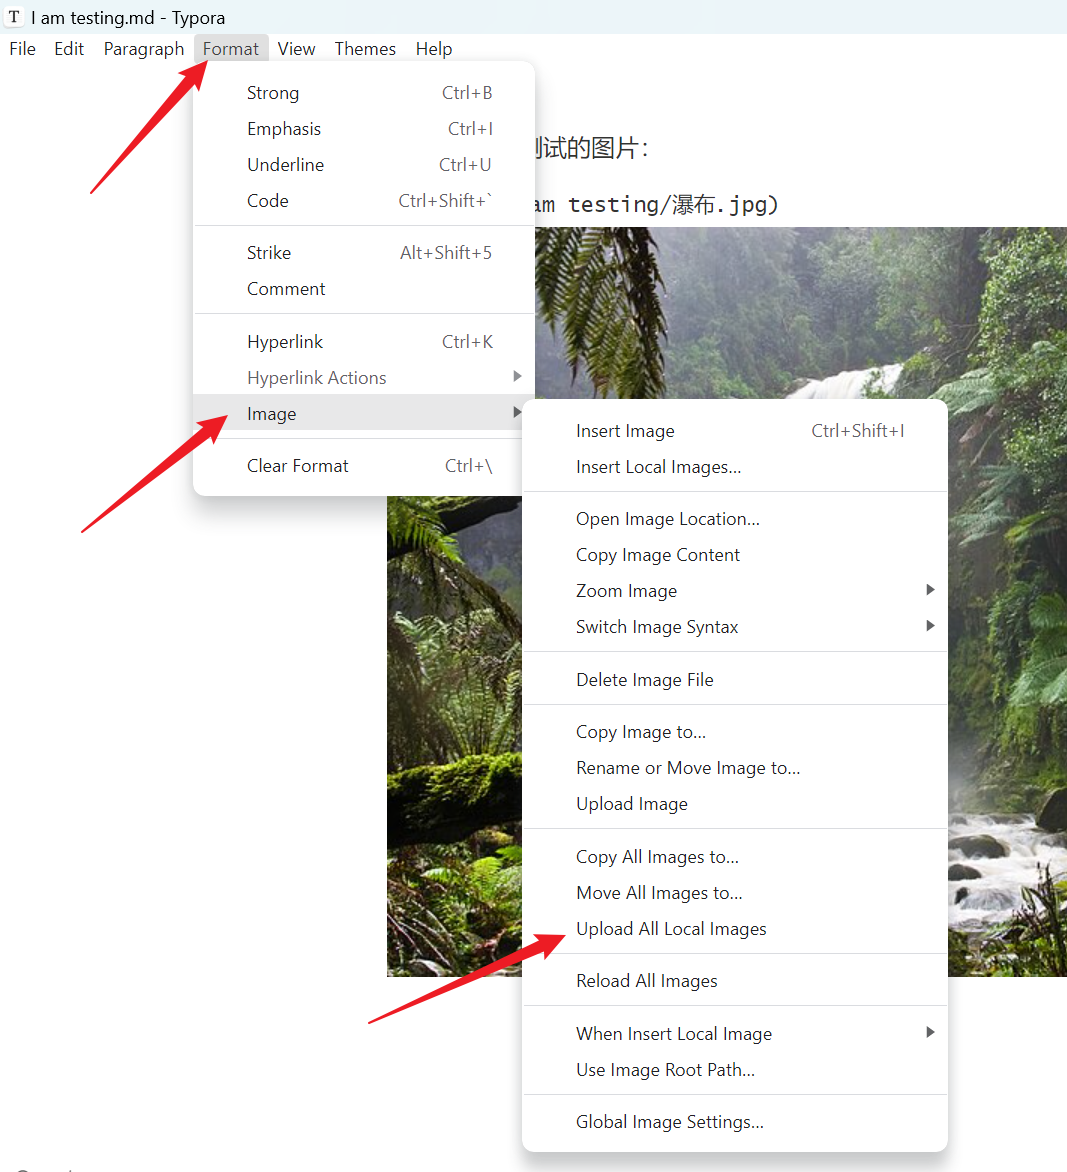 T I am testing.md - Typora
File Edit Paragraph Format View Themes Help
Strong Ctrl+B
Emphasis Ctrl+I
Underline Ctrl+U
Code Ctrl+Shift+`
Strike Alt+Shift+5
Comment
Hyperlink Ctrl+K
Hyperlink Actions
Image
Clear Format Ctrl+\
试的图片：
am testing/瀑布.jpg)
Insert Image Ctrl+Shift+I
Insert Local Images...
Open Image Location...
Copy Image Content
Zoom Image
Switch Image Syntax
Delete Image File
Copy Image to...
Rename or Move Image to...
Upload Image
Copy All Images to...
Move All Images to...
Upload All Local Images
Reload All Images
When Insert Local Image
Use Image Root Path...
Global Image Settings...